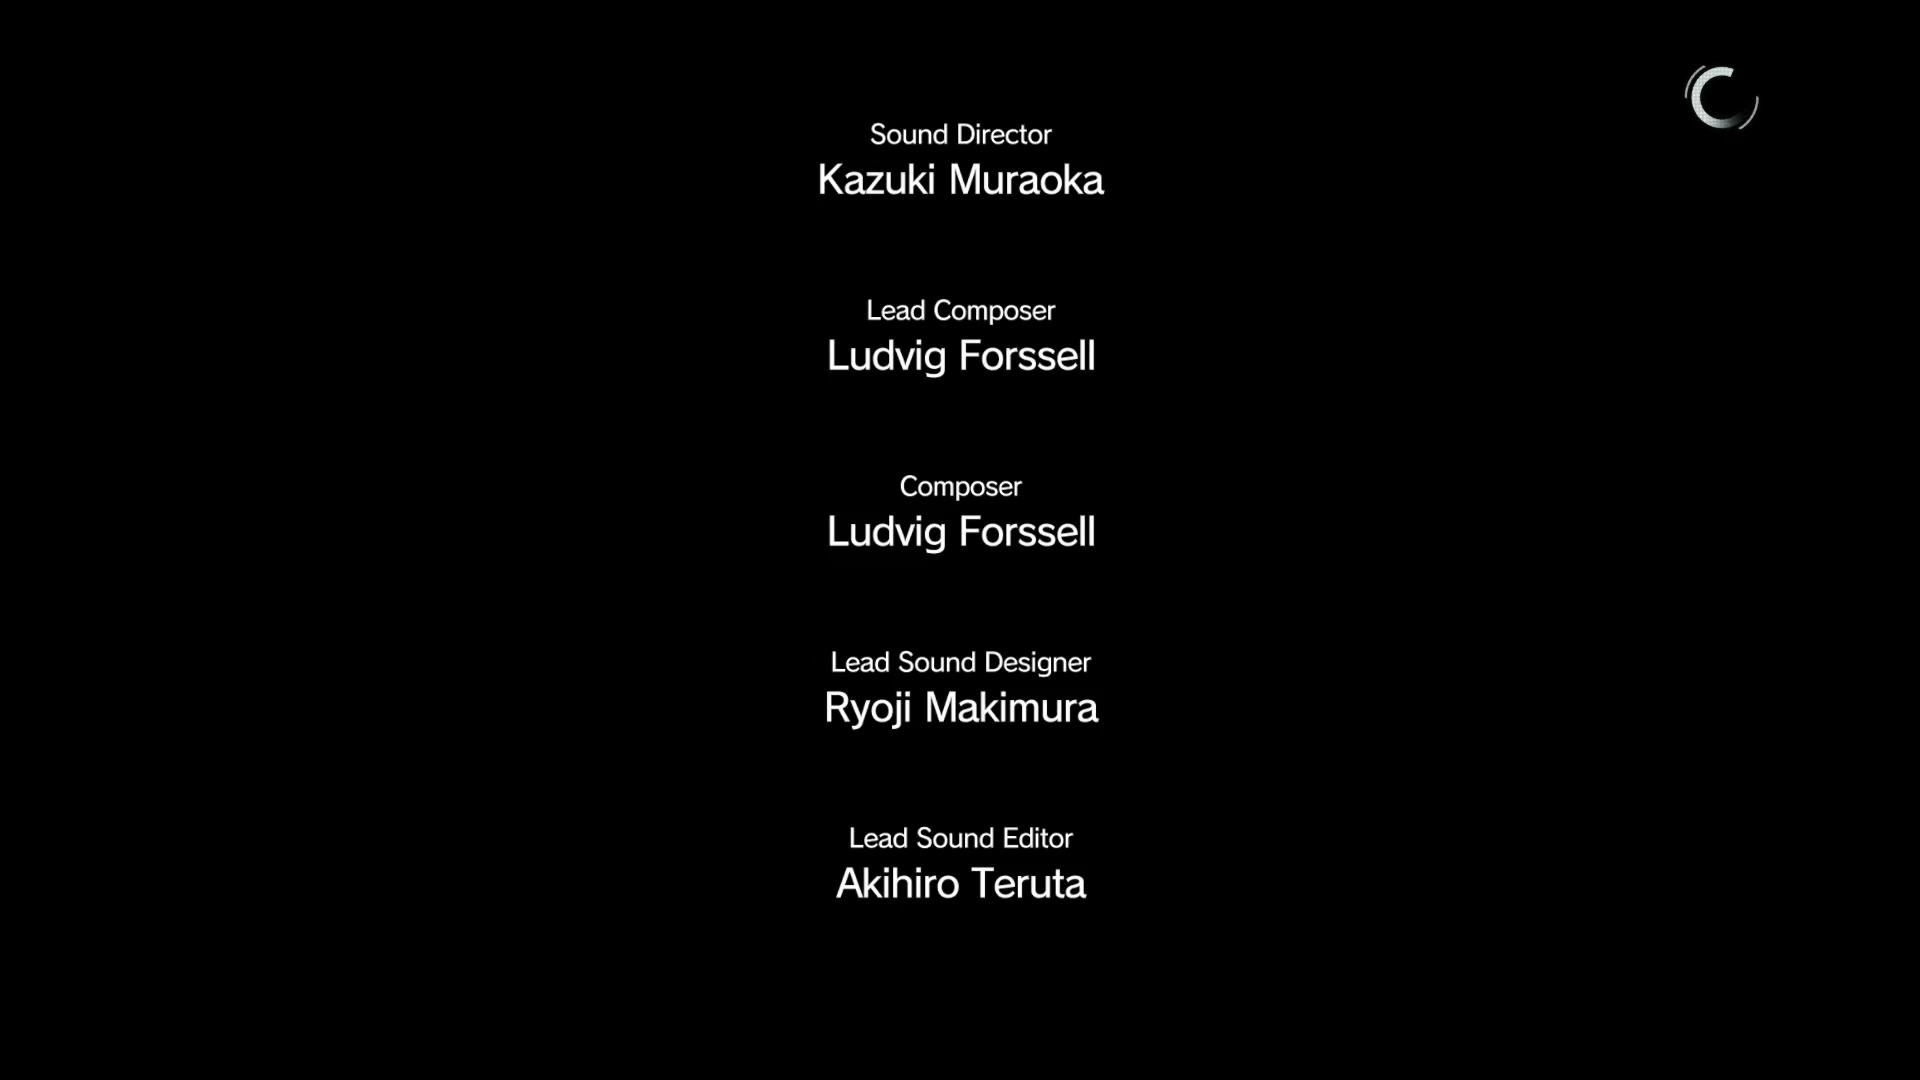 Sound Director
Kazuki Muraoka
Lead Composer
Ludvig Forssell
Composer
Ludvig Forssell
Lead Sound Designer
Ryoji Makimura
Lead Sound Editor
Akihiro Teruta